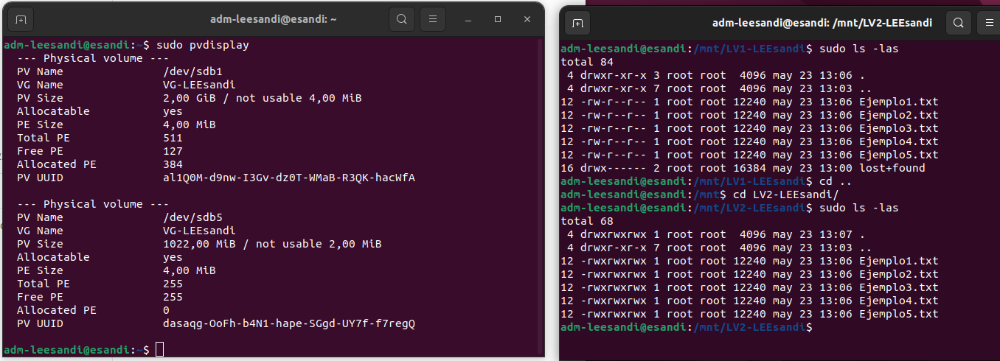 adm-leesandi@esandi: ~
adm-leesandi@esandi:~$ sudo pvdisplay
--- Physical volume ---
PV Name /dev/sdb1
VG Name VG-LEEsandi
PV Size 2,00 GiB / not usable 4,00 MiB
Allocatable yes
PE Size 4,00 MiB
Total PE 511
Free PE 127
Allocated PE 384
PV UUID al1Q0M-d9nw-I3Gv-dz0T-WMaB-R3QK-hacWfA
--- Physical volume ---
PV Name /dev/sdb5
VG Name VG-LEEsandi
PV Size 1022,00 MiB / not usable 2,00 MiB
Allocatable yes
PE Size 4,00 MiB
Total PE 255
Free PE 255
Allocated PE 0
PV UUID dasaqg-OoFh-b4N1-hape-SGgd-UY7f-f7regQ
adm-leesandi@esandi:~$
adm-leesandi@esandi: /mnt/LV2-LEEsandi
adm-leesandi@esandi:/mnt/LV1-LEEsandi$ sudo ls -las
total 84
4 drwxr-xr-x 3 root root 4096 may 23 13:06 .
4 drwxr-xr-x 7 root root 4096 may 23 13:03 ..
12 -rw-r--r-- 1 root root 12240 may 23 13:06 Ejemplo1.txt
12 -rw-r--r-- 1 root root 12240 may 23 13:06 Ejemplo2.txt
12 -rw-r--r-- 1 root root 12240 may 23 13:06 Ejemplo3.txt
12 -rw-r--r-- 1 root root 12240 may 23 13:06 Ejemplo4.txt
12 -rw-r--r-- 1 root root 12240 may 23 13:06 Ejemplo5.txt
16 drwx------ 2 root root 16384 may 23 13:00 lost+found
adm-leesandi@esandi:/mnt/LV1-LEEsandi$ cd ..
adm-leesandi@esandi:/mnt$ cd LV2-LEEsandi/
adm-leesandi@esandi:/mnt/LV2-LEEsandi$ sudo ls -las
total 68
4 drwxrwxrwx 1 root root 4096 may 23 13:07 .
4 drwxr-xr-x 7 root root 4096 may 23 13:03 ..
12 -rwxrwxrwx 1 root root 12240 may 23 13:06 Ejemplo1.txt
12 -rwxrwxrwx 1 root root 12240 may 23 13:06 Ejemplo2.txt
12 -rwxrwxrwx 1 root root 12240 may 23 13:06 Ejemplo3.txt
12 -rwxrwxrwx 1 root root 12240 may 23 13:06 Ejemplo4.txt
12 -rwxrwxrwx 1 root root 12240 may 23 13:06 Ejemplo5.txt
adm-leesandi@esandi:/mnt/LV2-LEEsandi$